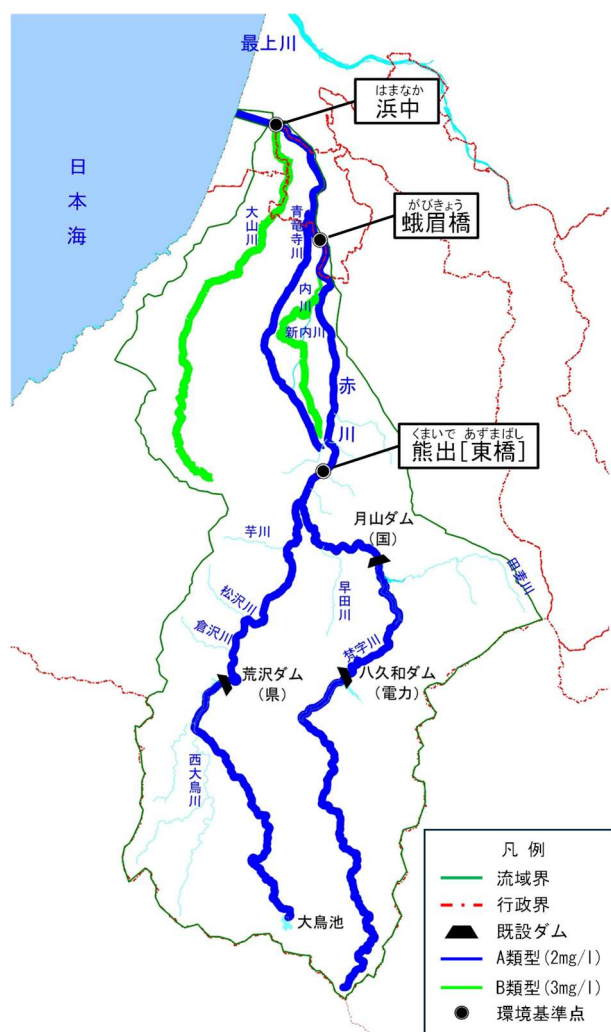 最上川
はまなか
浜中
日本海
がびきょう
蛾眉橋
大山川
青竜寺川
内川
新内川
赤川
くまいで あずまばし
熊出[東橋]
月山ダム
(国)
芋川
早田川
田麦川
松沢川
倉沢川
梵字川
荒沢ダム
(県)
八久和ダム
(電力)
西大鳥川
大鳥池
凡 例
流域界
行政界
既設ダム
A類型(2mg/l)
B類型(3mg/l)
環境基準点